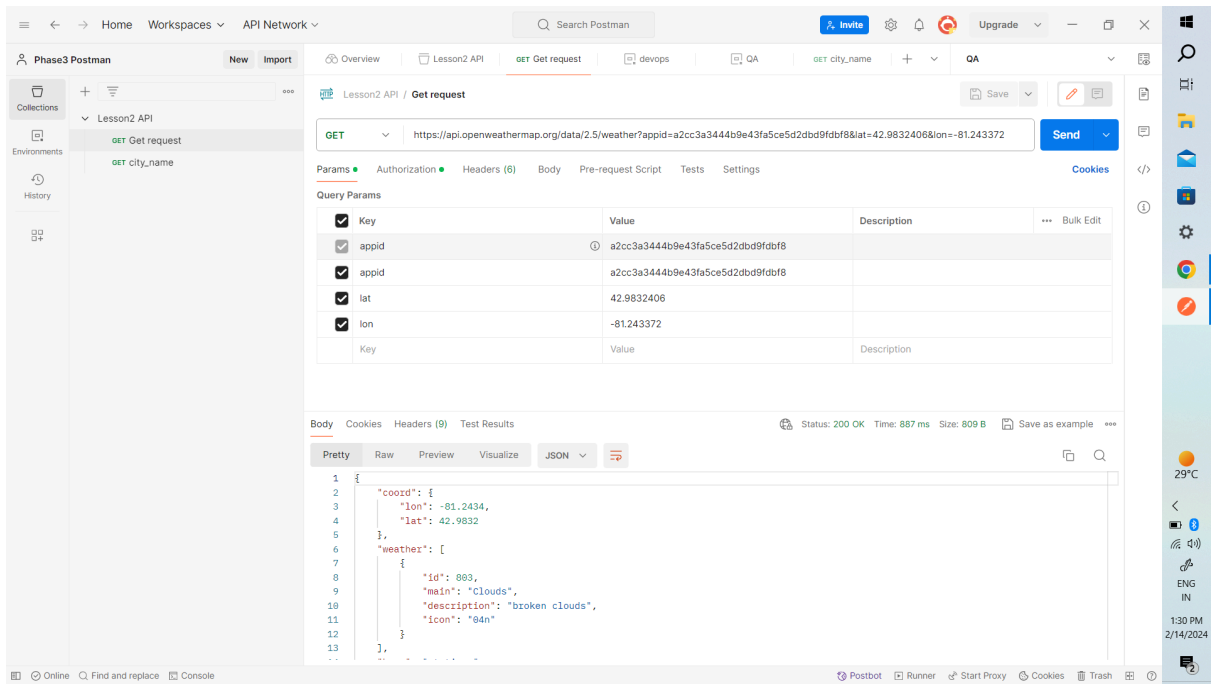 Home Workspaces API Network Search Postman Invite Upgrade
Phase3 Postman New Import
Overview Lesson2 API GET Get request devops QA GET city_name QA
Collections
Environments
History
Lesson2 API
GET Get request
GET city_name
HTTP Lesson2 API / Get request Save
GET https://api.openweathermap.org/data/2.5/weather?appid=a2cc3a3444b9e43fa5ce5d2dbd9fdbf8&lat=42.9832406&lon=-81.243372 Send
Params Authorization Headers (6) Body Pre-request Script Tests Settings Cookies
Query Params
Key Value Description Bulk Edit
appid a2cc3a3444b9e43fa5ce5d2dbd9fdbf8
appid a2cc3a3444b9e43fa5ce5d2dbd9fdbf8
lat 42.9832406
lon -81.243372
Key Value Description
Body Cookies Headers (9) Test Results Status: 200 OK Time: 887 ms Size: 809 B Save as example
Pretty Raw Preview Visualize JSON
1 {
2 "coord": {
3 "lon": -81.2434,
4 "lat": 42.9832
5 },
6 "weather": [
7 {
8 "id": 803,
9 "main": "Clouds",
10 "description": "broken clouds",
11 "icon": "04n"
12 }
13 ],
Online Find and replace Console Postbot Runner Start Proxy Cookies Trash
29°C
ENG
IN
1:30 PM
2/14/2024
2